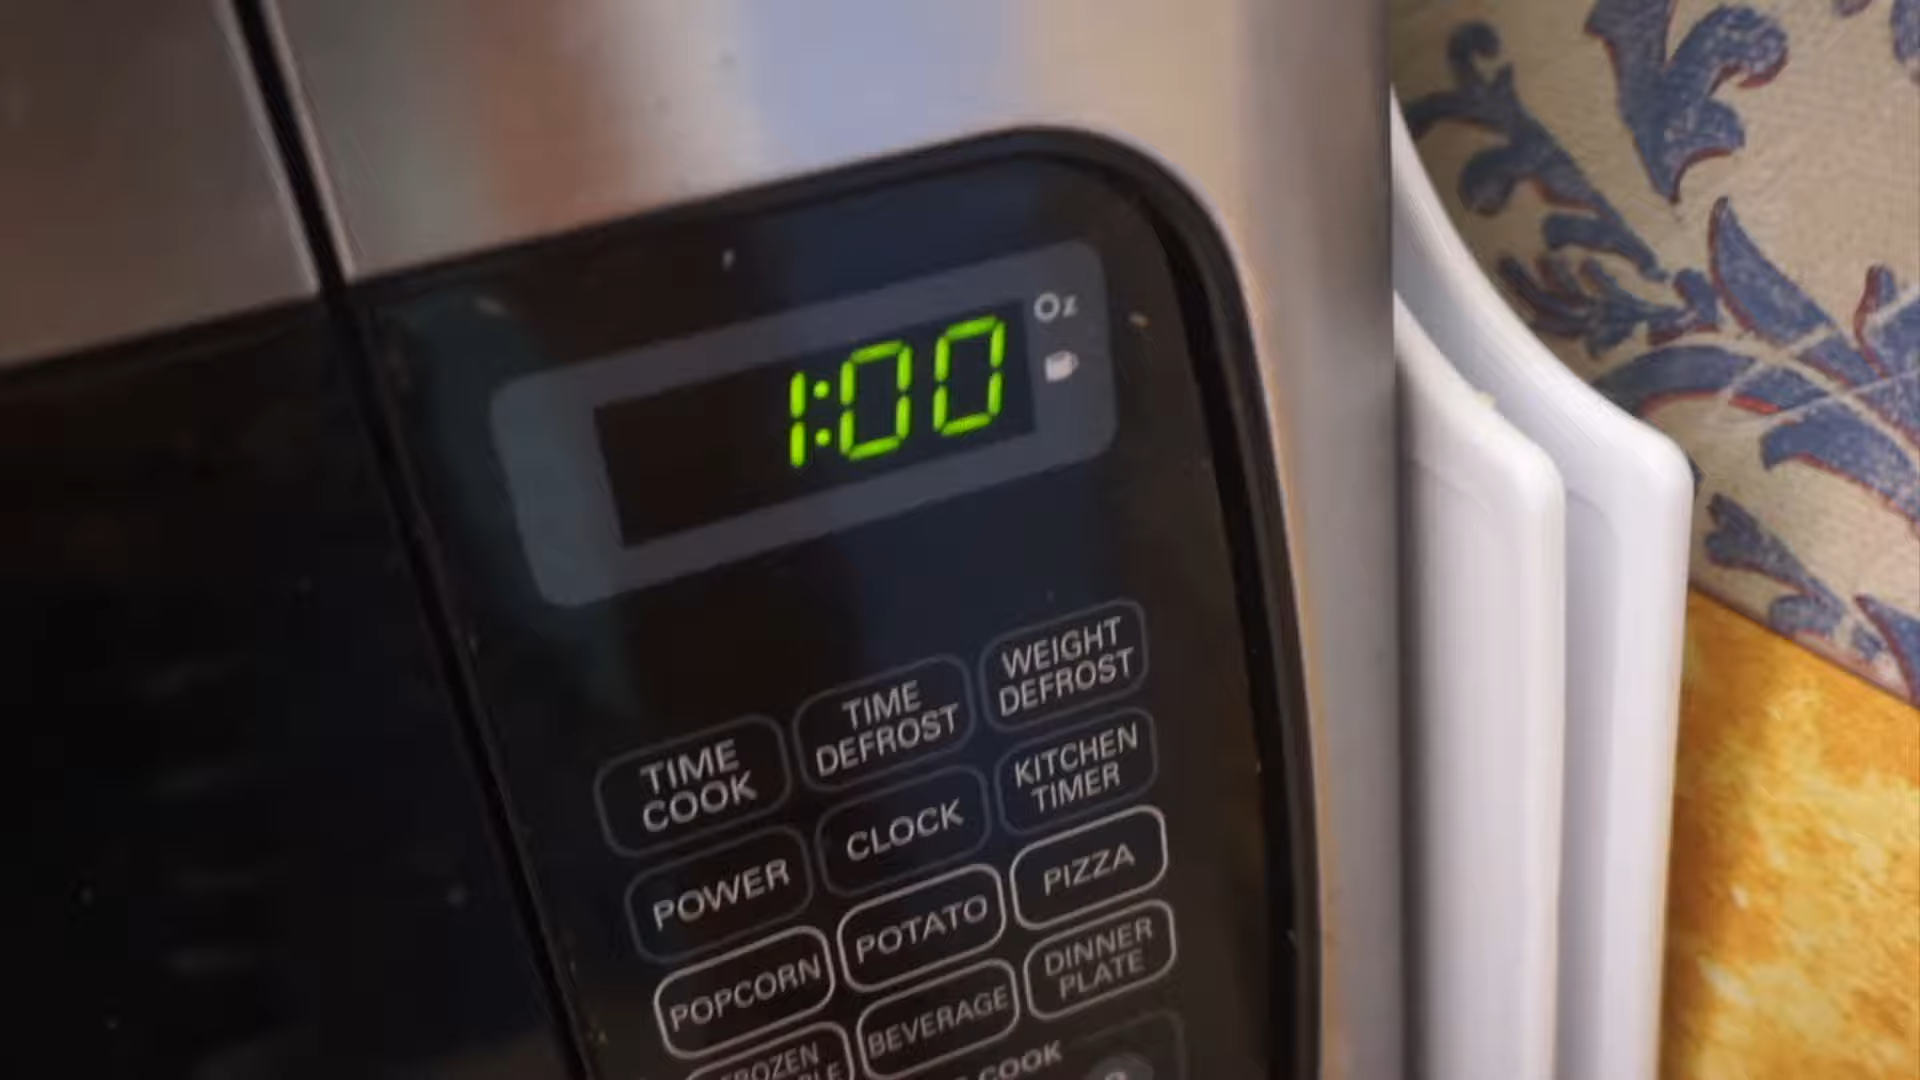 1:00
Oz
TIME
COOK
TIME
DEFROST
WEIGHT
DEFROST
POWER
CLOCK
KITCHEN
TIMER
POPCORN
POTATO
PIZZA
BEVERAGE
DINNER
PLATE
COOK